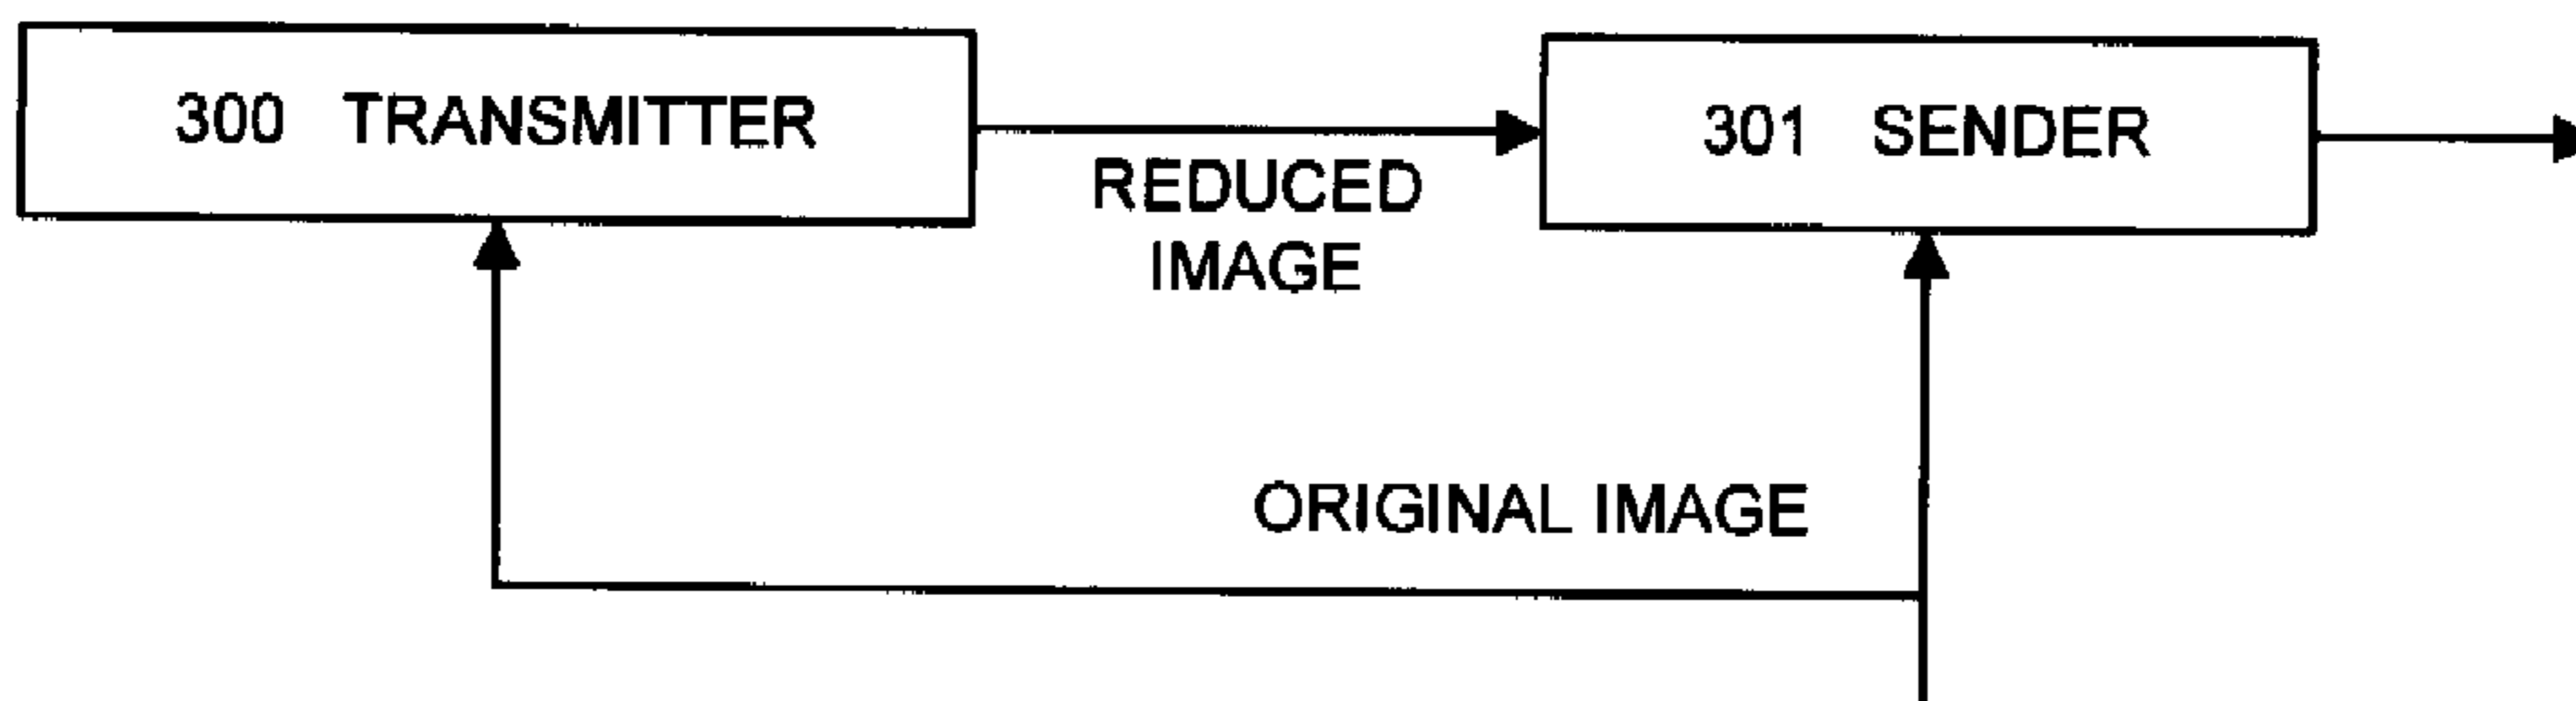 300 TRANSMITTER
301 SENDER
REDUCED
IMAGE
ORIGINAL IMAGE